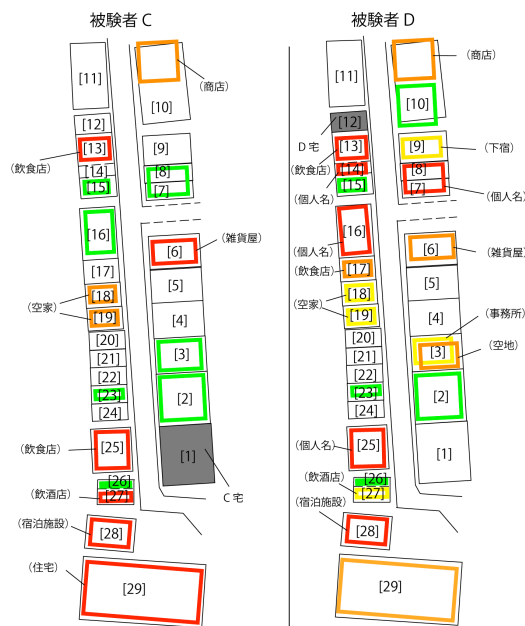 被験者 C
[11]
(商店)
[10]
[12]
[13]
[9]
(飲食店)
[14]
[8]
[15]
[7]
[16]
(雑貨屋)
[6]
[17]
[5]
(空家)
[18]
[19]
[4]
[20]
[21]
[3]
[22]
[23]
[2]
[24]
(飲食店)
[25]
[1]
[26]
(飲酒店)
[27]
C宅
(宿泊施設)
[28]
(住宅)
[29]
被験者 D
(商店)
[11]
[10]
[12]
D宅
[13]
[9]
(下宿)
(飲食店)
[14]
[8]
[15]
[7]
(個人名)
(個人名)
[16]
(個人名)
[6]
(雑貨屋)
(飲食店)
[17]
[5]
(空家)
[18]
[19]
[4]
(事務所)
[20]
[21]
[3]
(空地)
[22]
[23]
[2]
[24]
(個人名)
[25]
[1]
(飲酒店)
[26]
[27]
(宿泊施設)
[28]
[29]